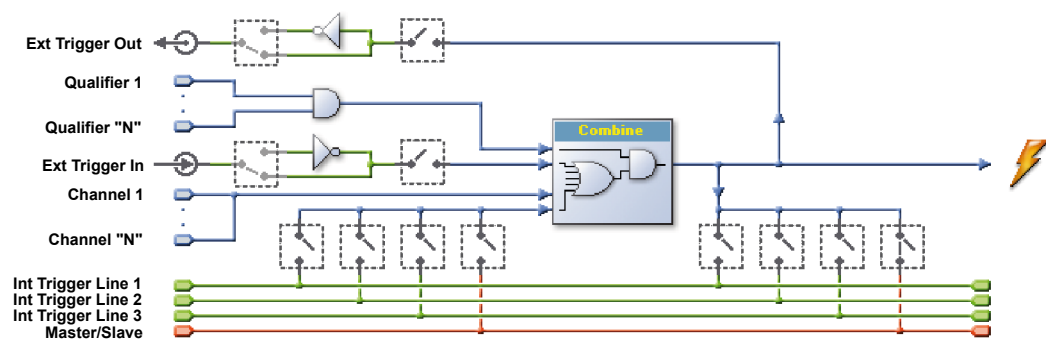 Ext Trigger Out
Qualifier 1
Qualifier "N"
Combine
Ext Trigger In
Channel 1
Channel "N"
Int Trigger Line 1
Int Trigger Line 2
Int Trigger Line 3
Master/Slave